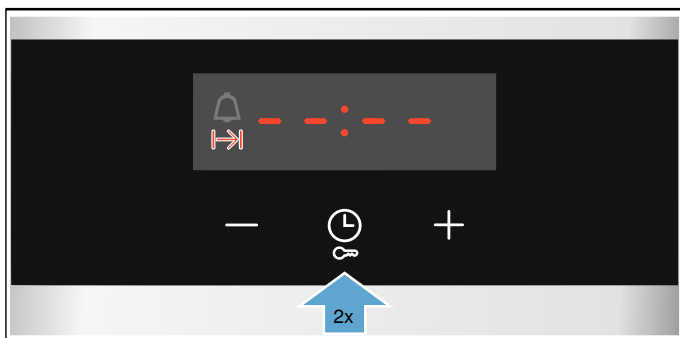 – –:– –
– +
2x